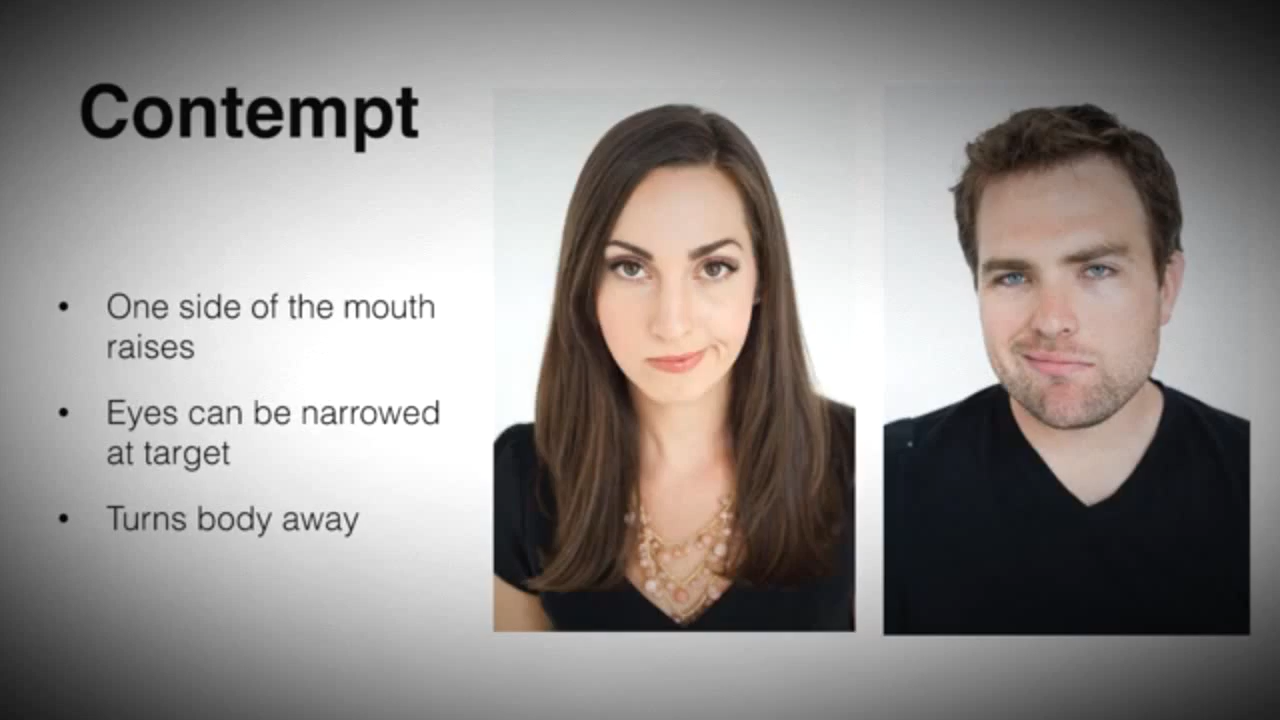 Contempt
• One side of the mouth
raises
• Eyes can be narrowed
at target
• Turns body away